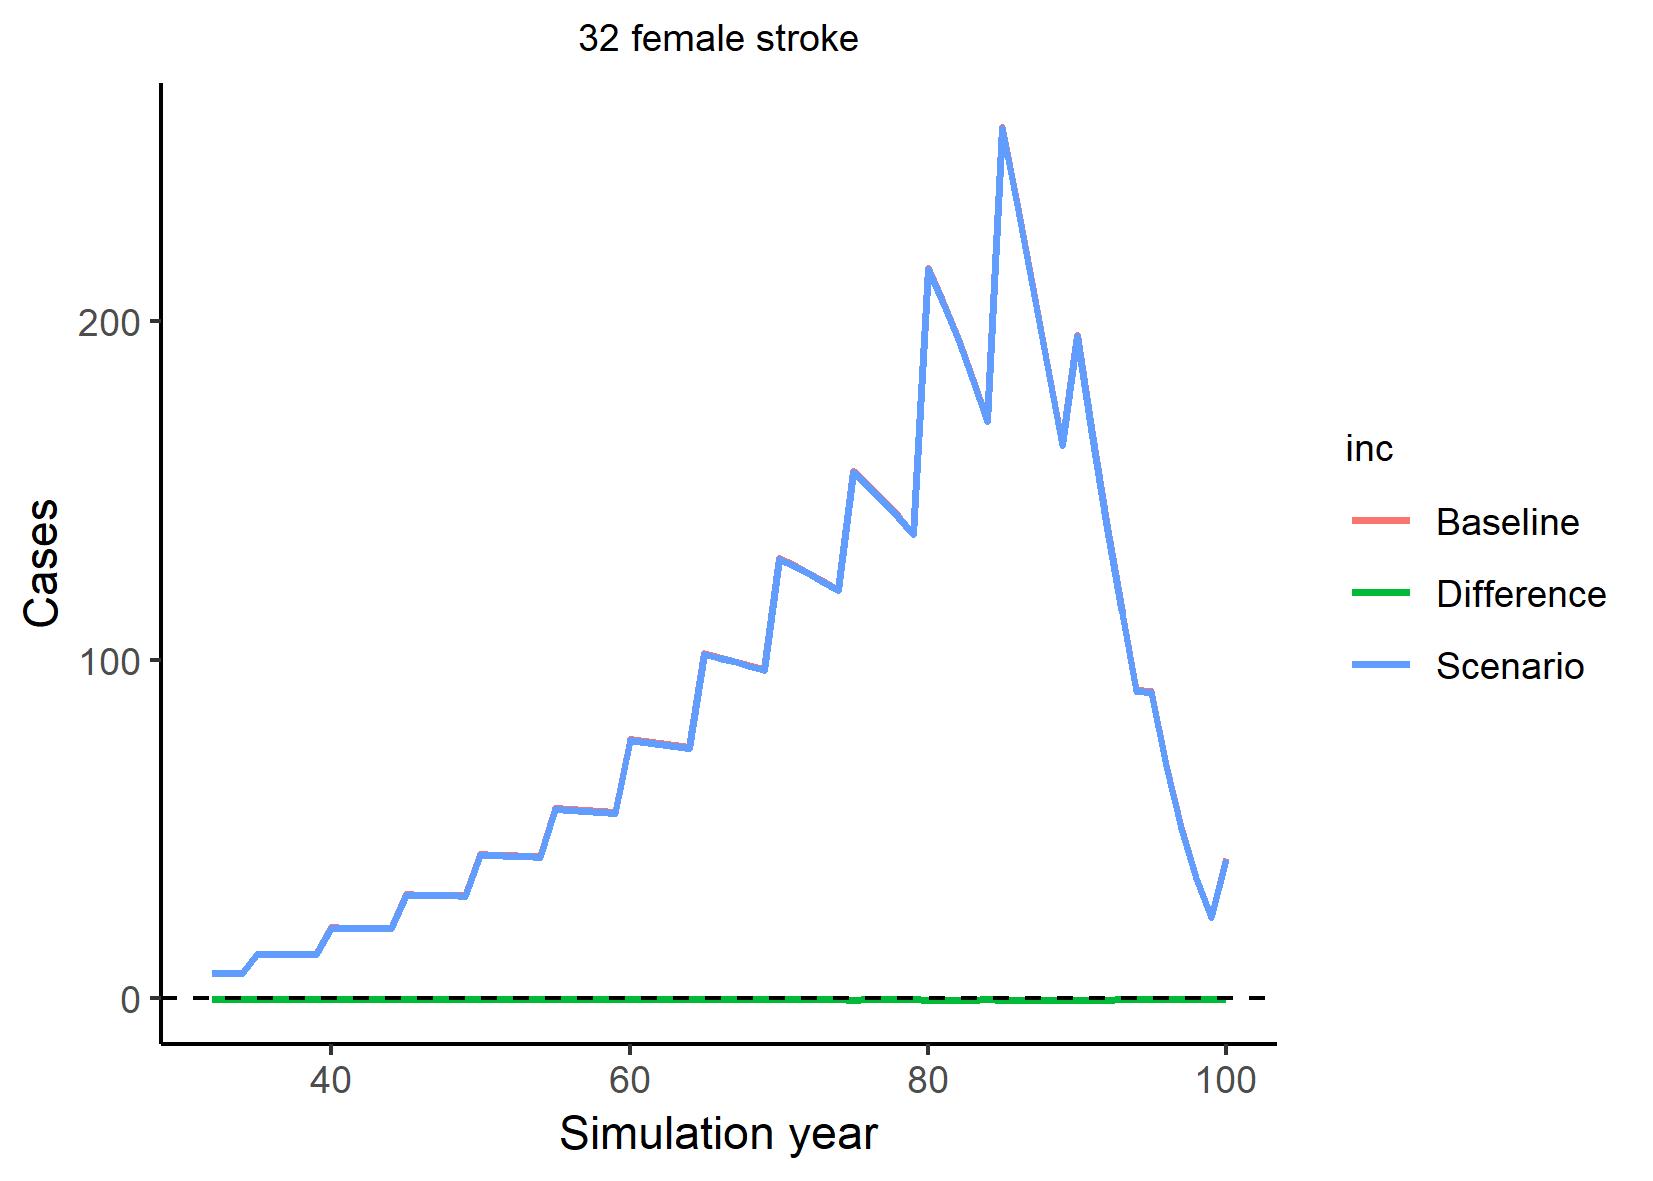 32 female stroke
Cases
200
100
0
40 60 80 100
Simulation year
inc
Baseline
Difference
Scenario